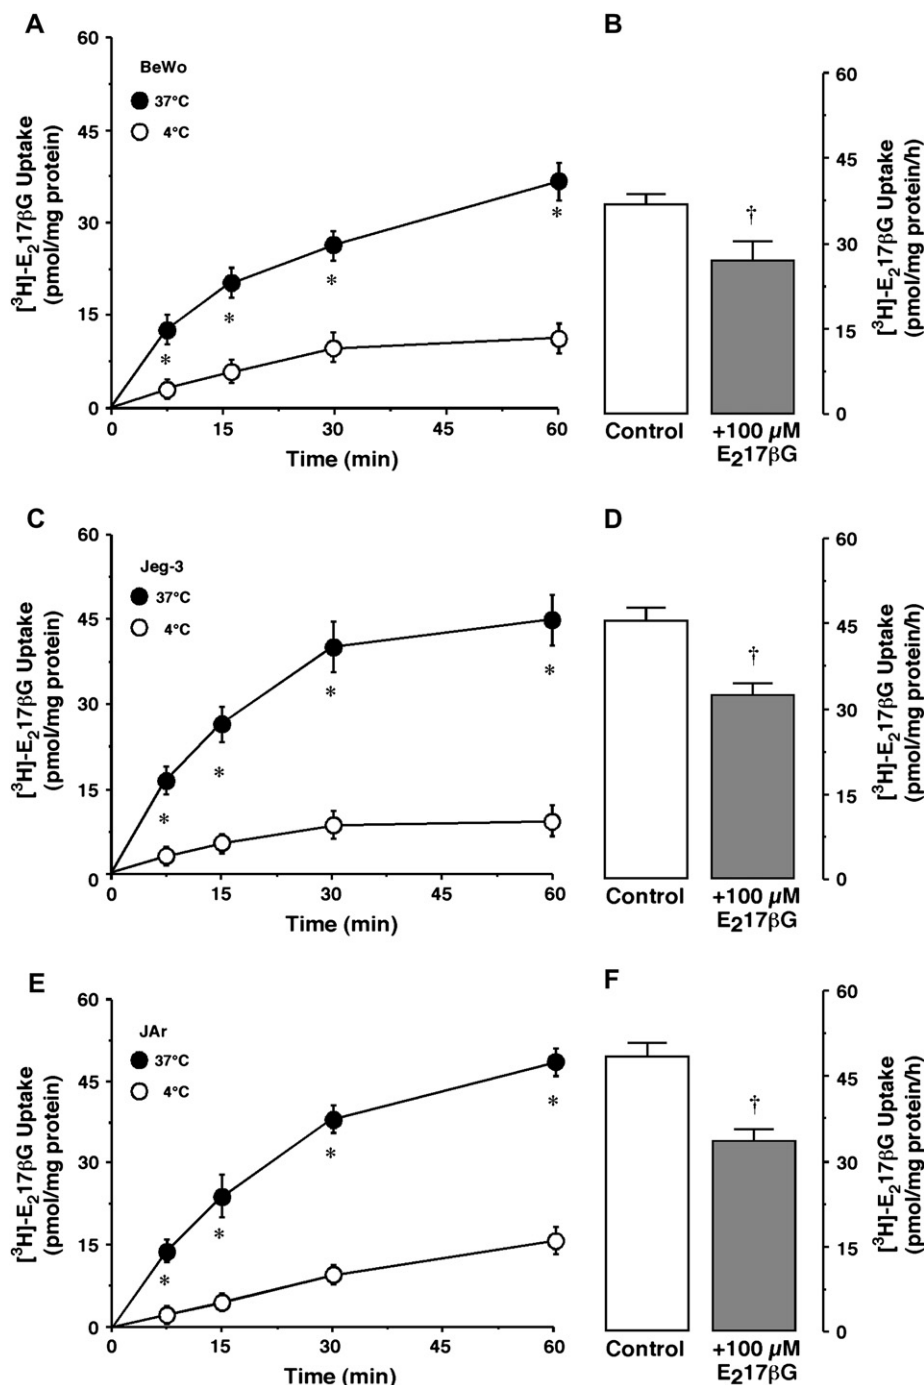 A
60
45
30
15
0
BeWo
37°C
4°C
*
*
*
*
0
15
30
45
60
Time (min)
[³H]-E₂17βG Uptake
(pmol/mg protein)
B
†
Control
+100 µM
E₂17βG
60
45
30
15
0
[³H]-E₂17βG Uptake
(pmol/mg protein/h)
C
60
45
30
15
0
Jeg-3
37°C
4°C
*
*
*
*
0
15
30
45
60
Time (min)
[³H]-E₂17βG Uptake
(pmol/mg protein)
D
†
Control
+100 µM
E₂17βG
60
45
30
15
0
[³H]-E₂17βG Uptake
(pmol/mg protein/h)
E
60
45
30
15
0
JAr
37°C
4°C
*
*
*
*
0
15
30
45
60
Time (min)
[³H]-E₂17βG Uptake
(pmol/mg protein)
F
†
Control
+100 µM
E₂17βG
60
45
30
15
0
[³H]-E₂17βG Uptake
(pmol/mg protein/h)